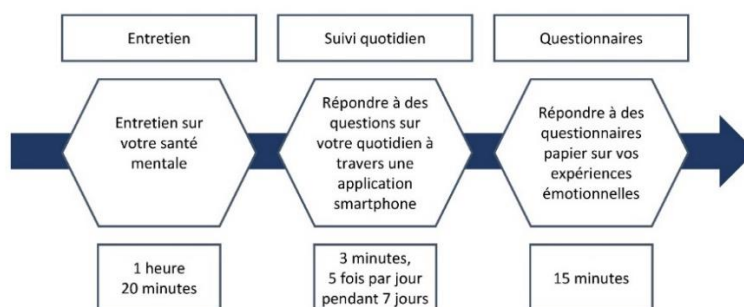 Entretien
Suivi quotidien
Questionnaires
Entretien sur
votre santé
mentale
Répondre à des
questions sur
votre quotidien à
travers une
application
smartphone
Répondre à des
questionnaires
papier sur vos
expériences
émotionnelles
1 heure
20 minutes
3 minutes,
5 fois par jour
pendant 7 jours
15 minutes